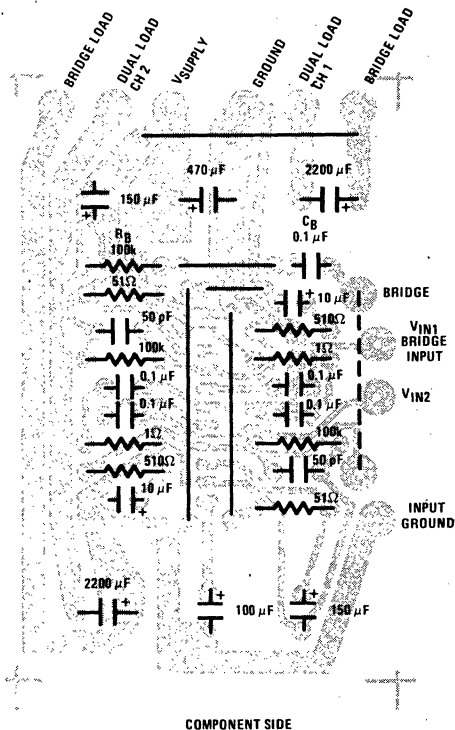 BRIDGE LOAD
DUAL LOAD
CH 2
VSUPPLY
GROUND
DUAL LOAD
CH 1
BRIDGE LOAD
150 µF
470 µF
2200 µF
RB
100k
CB
0.1 µF
51Ω
10 µF
BRIDGE
50 pF
510Ω
VIN1
BRIDGE
INPUT
100k
1Ω
0.1 µF
0.1 µF
VIN2
0.1 µF
0.1 µF
1Ω
100k
510Ω
50 pF
10 µF
51Ω
INPUT
GROUND
2200 µF
100 µF
150 µF
COMPONENT SIDE